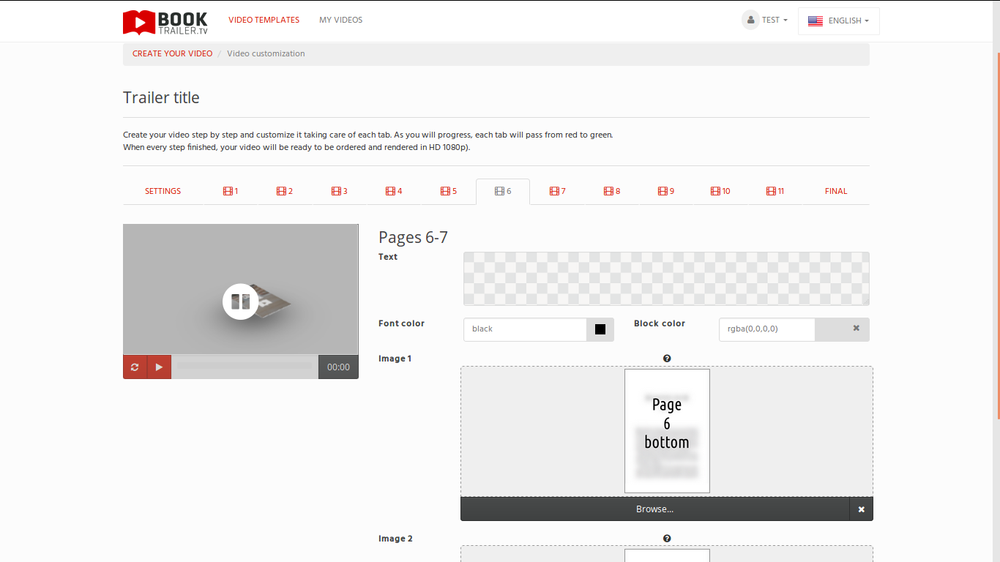 BOOK
TRAILER.TV
VIDEO TEMPLATES
MY VIDEOS
TEST
ENGLISH
CREATE YOUR VIDEO / Video customization
Trailer title
Create your video step by step and customize it taking care of each tab. As you will progress, each tab will pass from red to green.
When every step finished, your video will be ready to be ordered and rendered in HD 1080p).
SETTINGS 1 2 3 4 5 6 7 8 9 10 11 FINAL
00:00
Pages 6-7
Text
Font color
black
Block color
rgba(0,0,0,0)
Image 1
Page
6
bottom
Browse...
Image 2